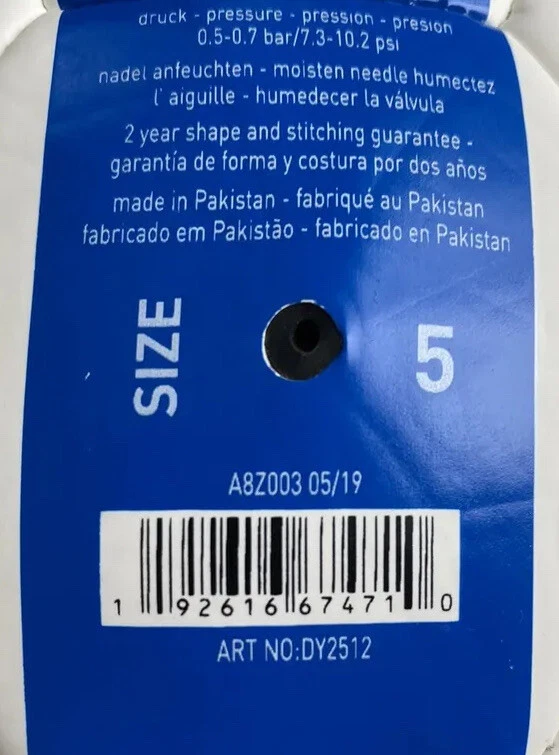 druck - pressure - pression - presion
0.5-0.7 bar/7.3-10.2 psi
nadel anfeuchten - moisten needle humectez
l' aiguille - humedecer la válvula
2 year shape and stitching guarantee -
garantía de forma y costura por dos años
made in Pakistan - fabriqué au Pakistan
fabricado em Pakistão - fabricado en Pakistan
SIZE 5
A8Z003 05/19
1 92616 67471 0
ART NO:DY2512